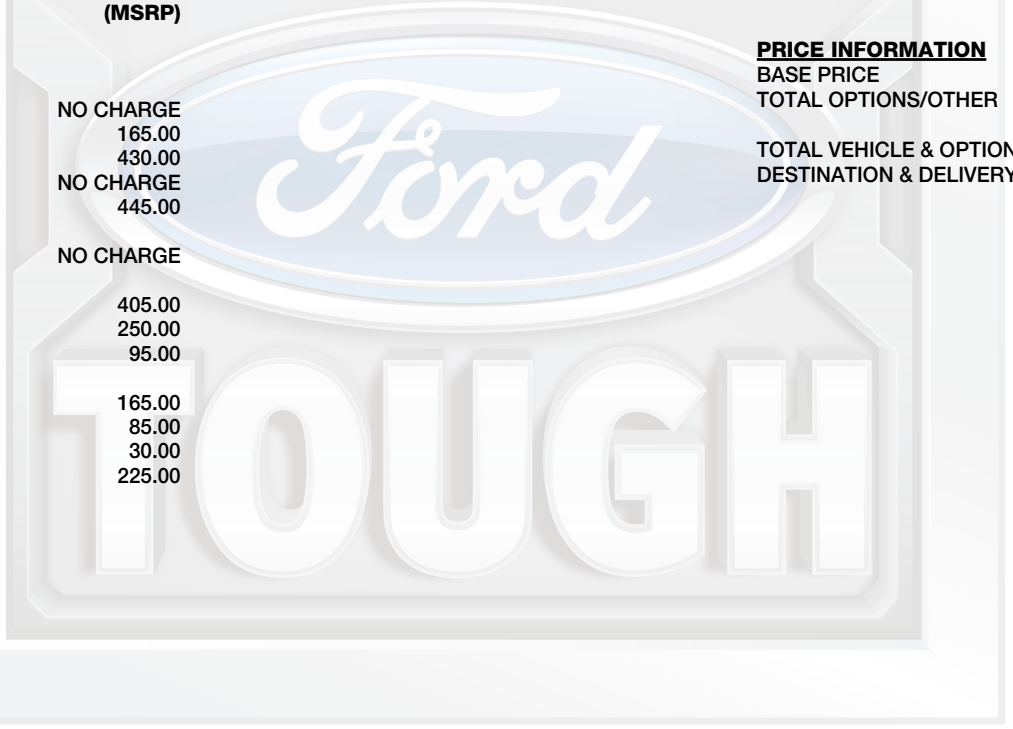 (MSRP)
NO CHARGE
165.00
430.00
NO CHARGE
445.00
NO CHARGE
405.00
250.00
95.00
165.00
85.00
30.00
225.00
PRICE INFORMATION
BASE PRICE
TOTAL OPTIONS/OTHER
TOTAL VEHICLE & OPTION
DESTINATION & DELIVERY
Ford
TOUGH